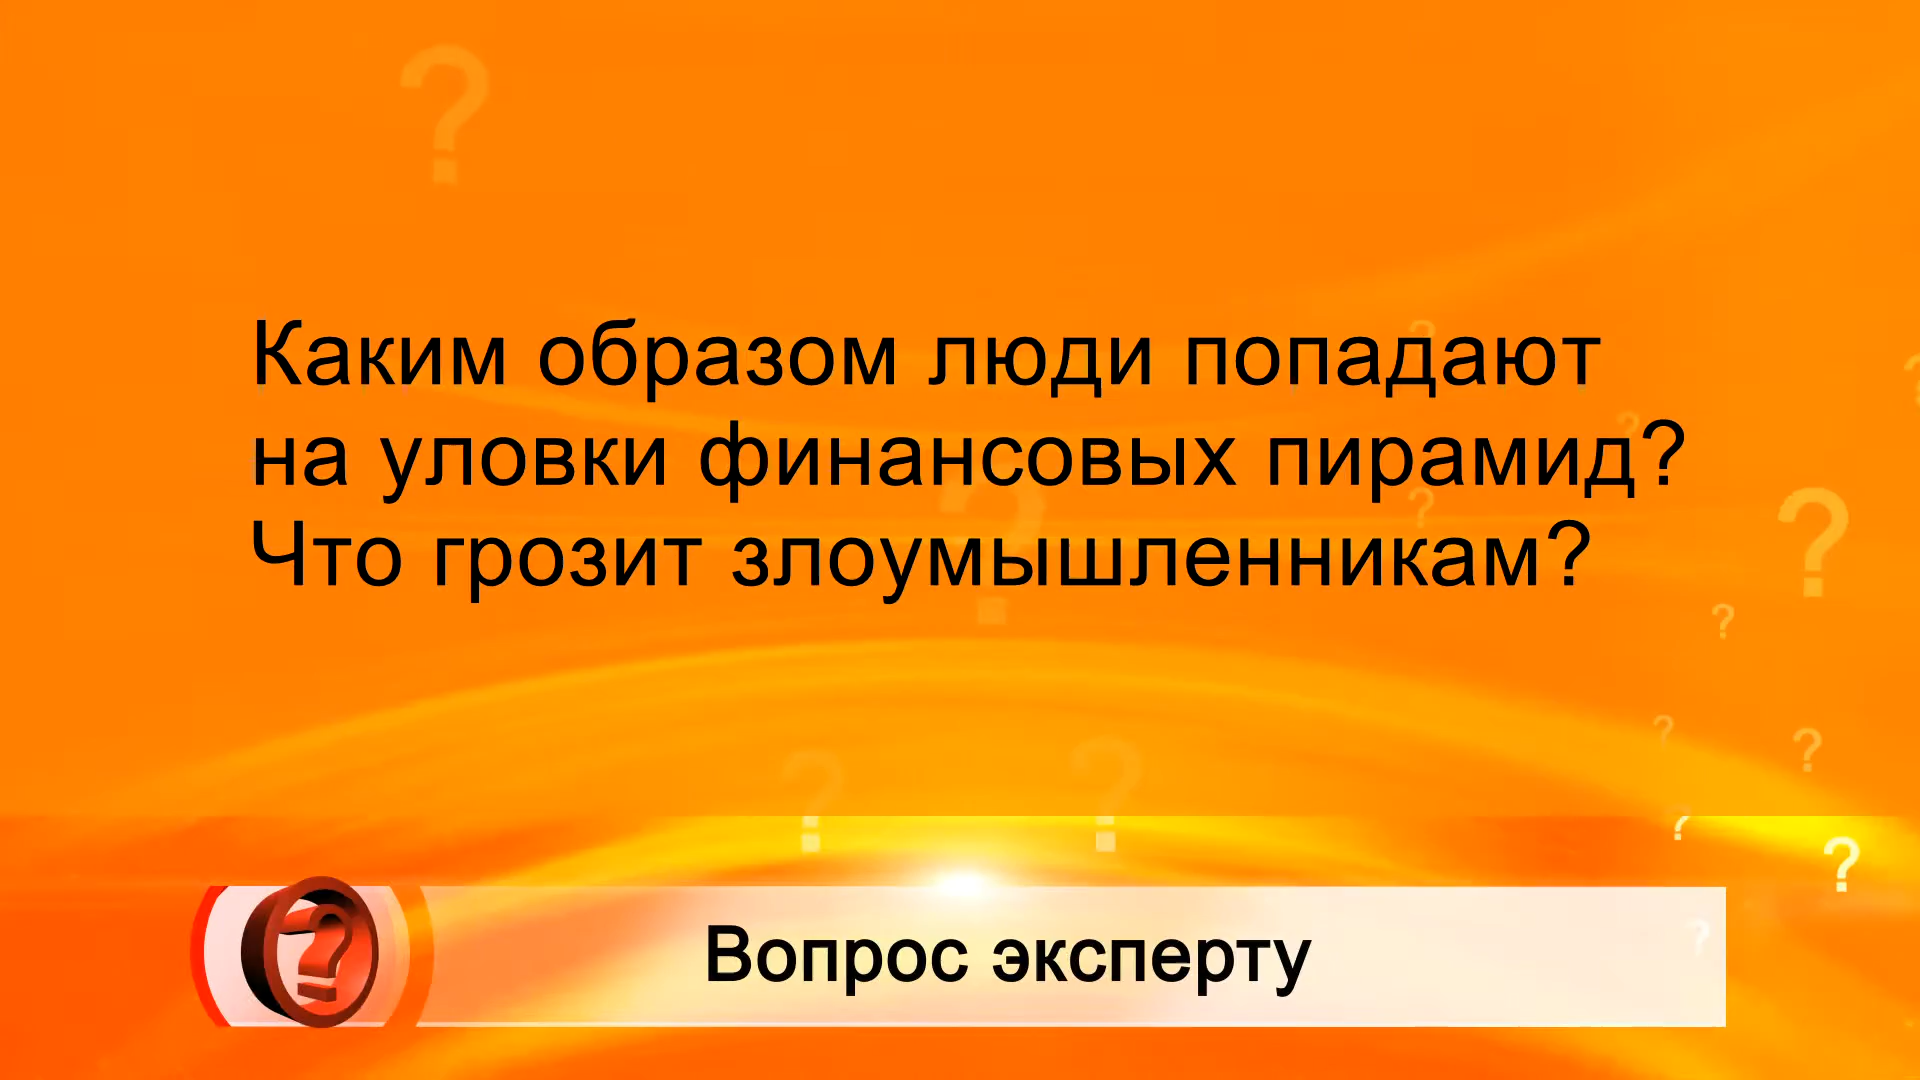 Каким образом люди попадают
на уловки финансовых пирамид?
Что грозит злоумышленникам?
Вопрос эксперту